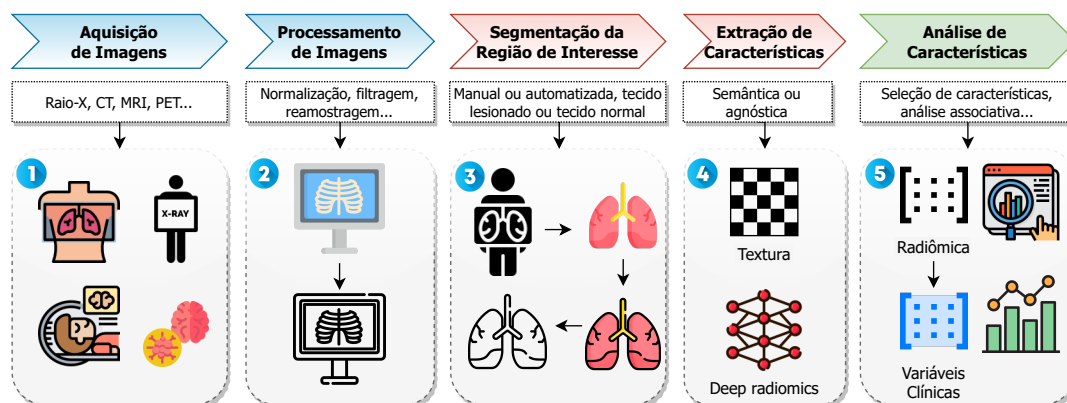 Aquisição
de Imagens
Processamento
de Imagens
Segmentação da
Região de Interesse
Extração de
Características
Análise de
Características
Raio-X, CT, MRI, PET...
Normalização, filtragem,
reamostragem...
Manual ou automatizada, tecido
lesionado ou tecido normal
Semântica ou
agnóstica
Seleção de características,
análise associativa...
1
X-RAY
2
3
4
Textura
Deep radiomics
5
Radiômica
Variáveis
Clínicas